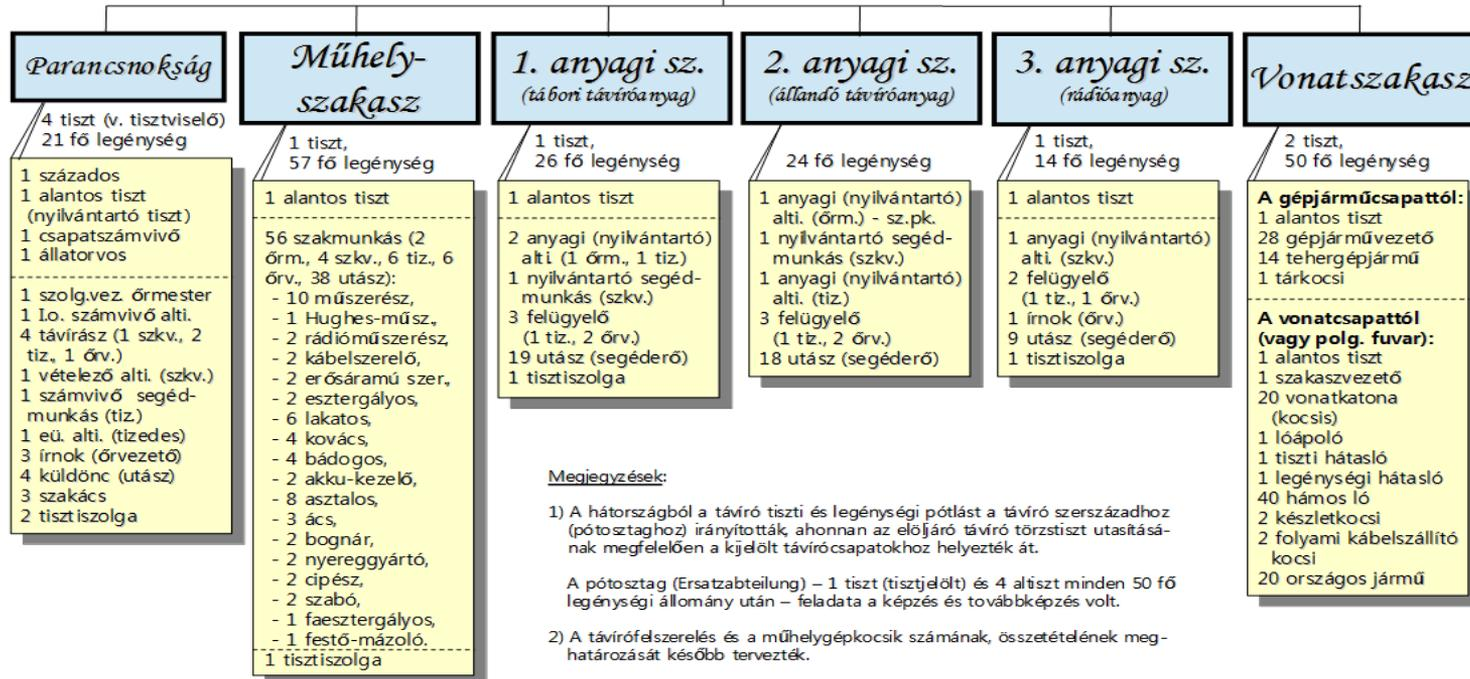 Parancsnokság
4 tiszt (v. tisztviselő)
21 fő legénység
1 százados
1 alantos tiszt
(nyilvántartó tiszt)
1 csapatszámvivő
1 állatorvos
1 szolg.vez. őrmester
1 I.o. számvivő alti.
4 távírász (1 szkv., 2
tiz., 1 őrv.)
1 vételező alti. (szkv.)
1 számvivő segéd-
munkás (tiz.)
1 eü. alti. (tizedes)
3 írnok (őrvezető)
4 küldönc (utász)
3 szakács
2 tisztiszolga
Műhely-
szakasz
1 tiszt,
57 fő legénység
1 alantos tiszt
56 szakmunkás (2
őrm., 4 szkv., 6 tiz., 6
őrv., 38 utász):
- 10 műszerész,
- 1 Hughes-műsz.,
- 2 rádióműszerész,
- 2 kábelszerelő,
- 2 erősáramú szer.,
- 2 esztergályos,
- 6 lakatos,
- 4 kovács,
- 4 bádogos,
- 2 akku-kezelő,
- 8 asztalos,
- 3 ács,
- 2 bognár,
- 2 nyereggyártó,
- 2 cipész,
- 2 szabó,
- 1 faesztergályos,
- 1 festő-mázoló.
1 tisztiszolga
1. anyagi sz.
(tábori távíróanyag)
1 tiszt,
26 fő legénység
1 alantos tiszt
2 anyagi (nyilvántartó)
alti. (1 őrm., 1 tiz.)
1 nyilvántartó segéd-
munkás (szkv.)
3 felügyelő
(1 tiz., 2 őrv.)
19 utász (segéderő)
1 tisztiszolga
2. anyagi sz.
(állandó távíróanyag)
24 fő legénység
1 anyagi (nyilvántartó)
alti. (őrm.) - sz.pk.
1 nyilvántartó segéd-
munkás (szkv.)
1 anyagi (nyilvántartó)
alti. (tiz.)
3 felügyelő
(1 tiz., 2 őrv.)
18 utász (segéderő)
3. anyagi sz.
(rádióanyag)
1 tiszt,
14 fő legénység
1 alantos tiszt
1 anyagi (nyilvántartó)
alti. (szkv.)
2 felügyelő
(1 tiz., 1 őrv.)
1 írnok (őrv.)
9 utász (segéderő)
1 tisztiszolga
Vonatszakasz
2 tiszt,
50 fő legénység
A gépjárműcsapattól:
1 alantos tiszt
28 gépjárművezető
14 tehergépjármű
1 tárkocsi
A vonatcsapattól
(vagy polg. fuvar):
1 alantos tiszt
1 szakaszvezető
20 vonatkatona
(kocsis)
1 lóápoló
1 tiszti hátasló
1 legénységi hátasló
40 hámos ló
2 készletkocsi
2 folyami kábelszállító
kocsi
20 országos jármű
Megjegyzések:
1) A hátországból a távíró tiszti és legénységi pótlást a távíró szerszázadhoz
(pótosztaghoz) irányították, ahonnan az elöljáró távíró törzstiszt utasításá-
nak megfelelően a kijelölt távírócsapatokhoz helyezték át.
A pótosztag (Ersatzabteilung) – 1 tiszt (tisztjelölt) és 4 altiszt minden 50 fő
legénységi állomány után – feladata a képzés és továbbképzés volt.
2) A távírófelszerelés és a műhelygépkocsik számának, összetételének meg-
határozását később tervezték.